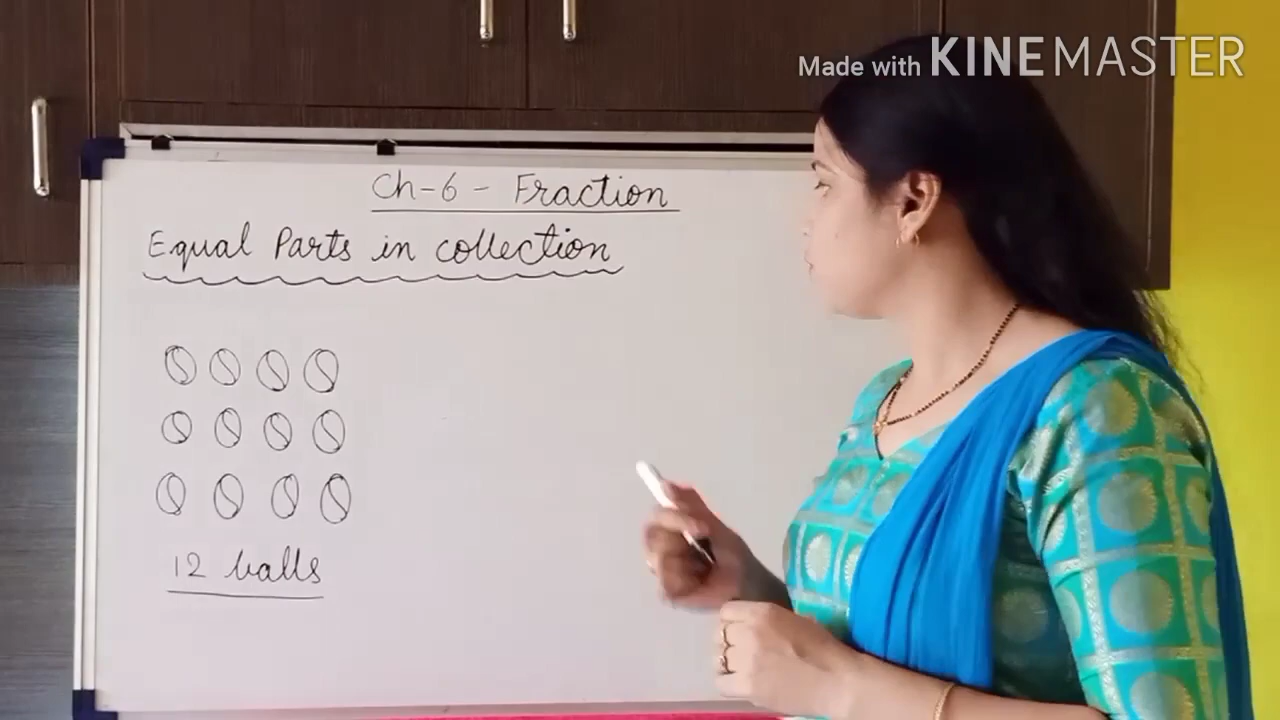 Made with KINEMASTER
Ch-6 - Fraction
Equal Parts in collection
12 balls